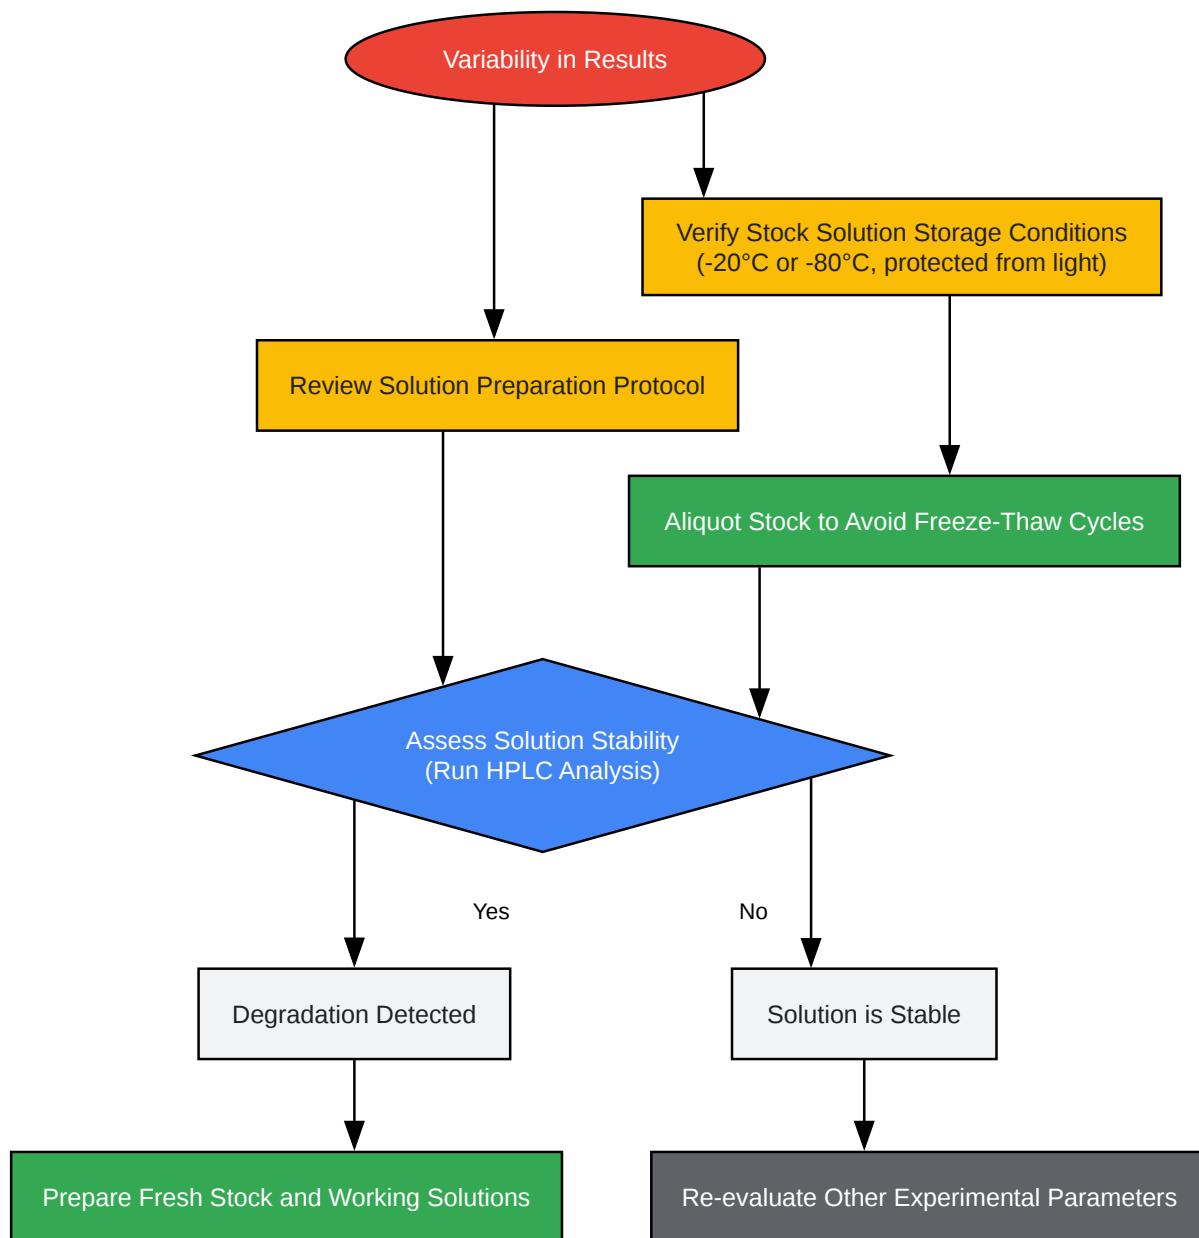 Variability in Results
Verify Stock Solution Storage Conditions
(-20°C or -80°C, protected from light)
Review Solution Preparation Protocol
Aliquot Stock to Avoid Freeze-Thaw Cycles
Assess Solution Stability
(Run HPLC Analysis)
Yes
No
Degradation Detected
Solution is Stable
Prepare Fresh Stock and Working Solutions
Re-evaluate Other Experimental Parameters